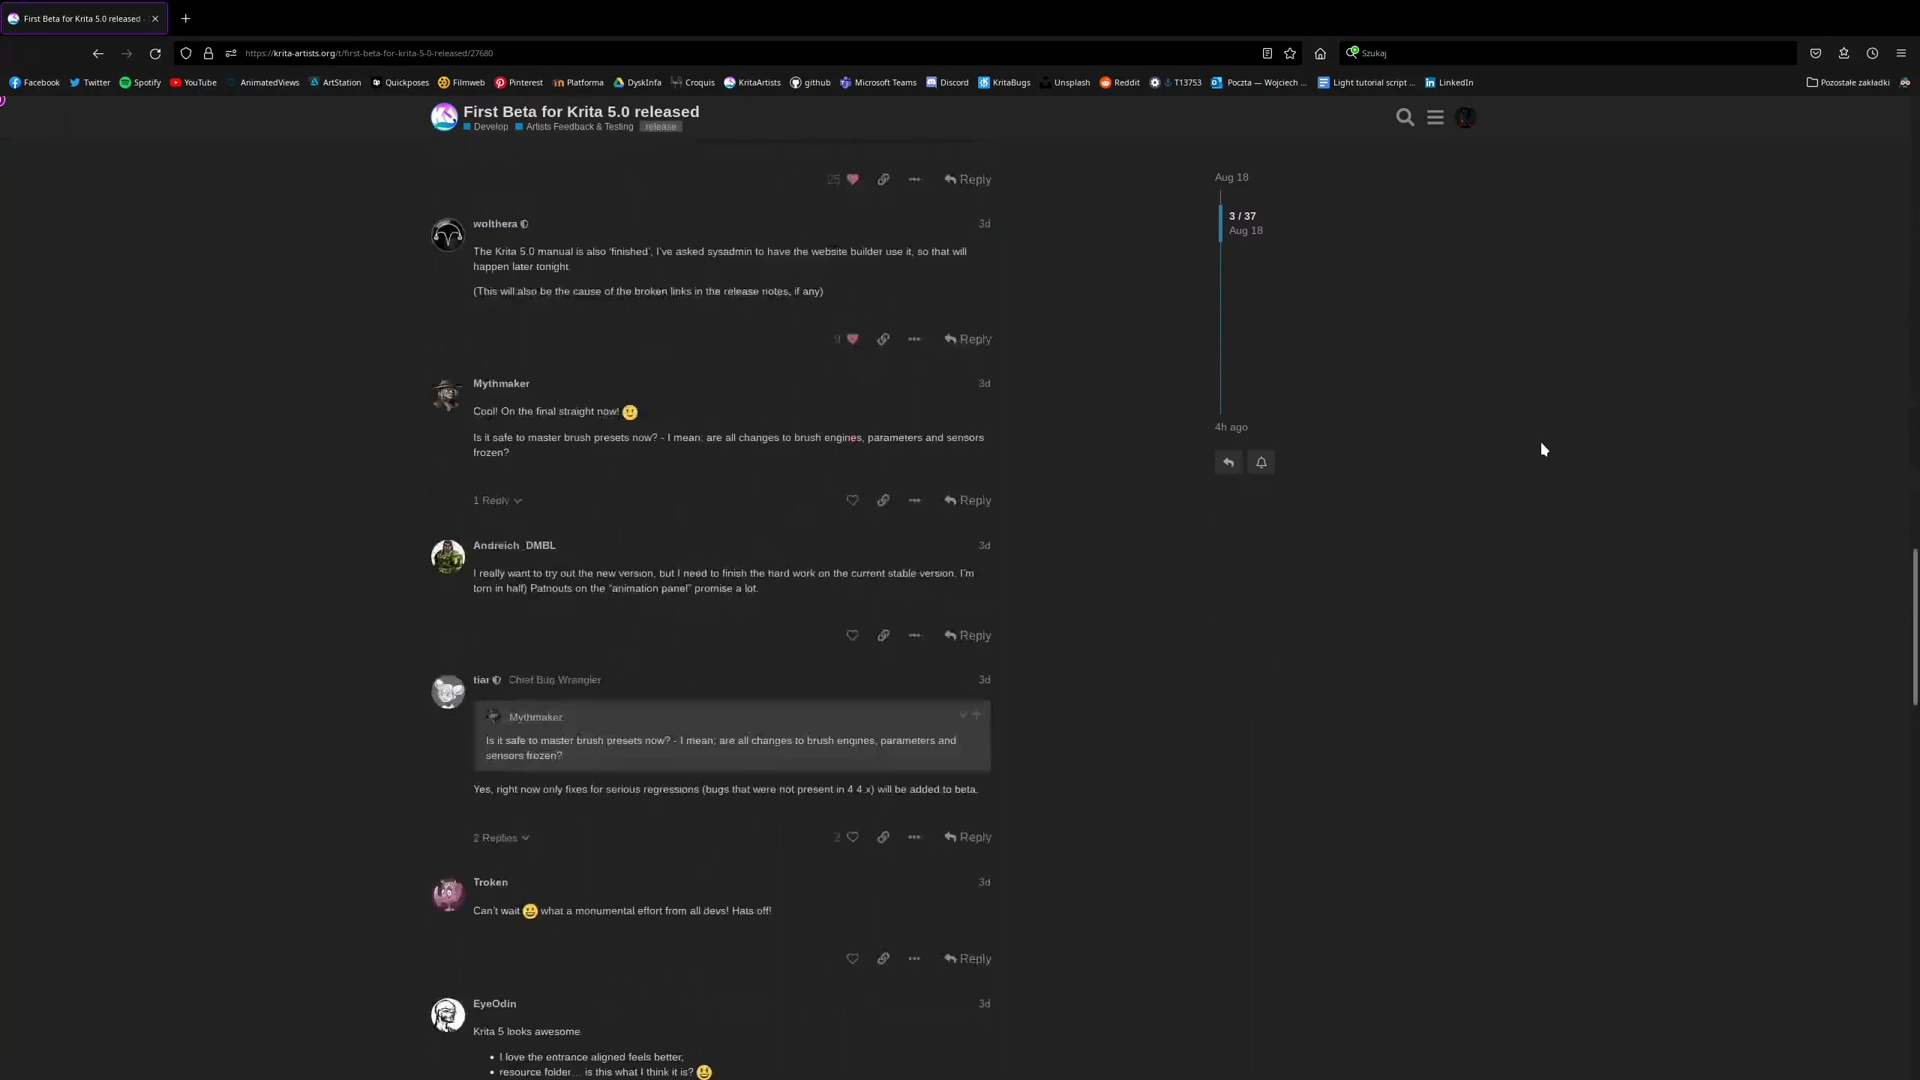 First Beta for Krita 5.0 released -
https://krita-artists.org/t/first-beta-for-krita-5-0-released/27680
Szukaj
Facebook Twitter Spotify YouTube AnimatedViews ArtStation Quickposes Filmweb Pinterest Platforma DyskInfa Croquis KritaArtists github Microsoft Teams Discord KritaBugs Unsplash Reddit T13753 Poczta — Wojciech ... Light tutorial script ... LinkedIn Pozostałe zakładki
First Beta for Krita 5.0 released
Develop Artists Feedback & Testing release
25 Reply
Aug 18
3 / 37
Aug 18
4h ago
wolthera 3d
The Krita 5.0 manual is also ‘finished’, I’ve asked sysadmin to have the website builder use it, so that will
happen later tonight.
(This will also be the cause of the broken links in the release notes, if any)
9 Reply
Mythmaker 3d
Cool! On the final straight now!
Is it safe to master brush presets now? - I mean; are all changes to brush engines, parameters and sensors
frozen?
1 Reply Reply
Andreich_DMBL 3d
I really want to try out the new version, but I need to finish the hard work on the current stable version. I’m
torn in half) Patnouts on the “animation panel” promise a lot.
Reply
tiar Chief Bug Wrangler 3d
Mythmaker:
Is it safe to master brush presets now? - I mean; are all changes to brush engines, parameters and
sensors frozen?
Yes, right now only fixes for serious regressions (bugs that were not present in 4.4.x) will be added to beta.
2 Replies 2 Reply
Troken 3d
Can’t wait what a monumental effort from all devs! Hats off!
Reply
EyeOdin 3d
Krita 5 looks awesome.
• I love the entrance aligned feels better,
• resource folder… is this what I think it is?